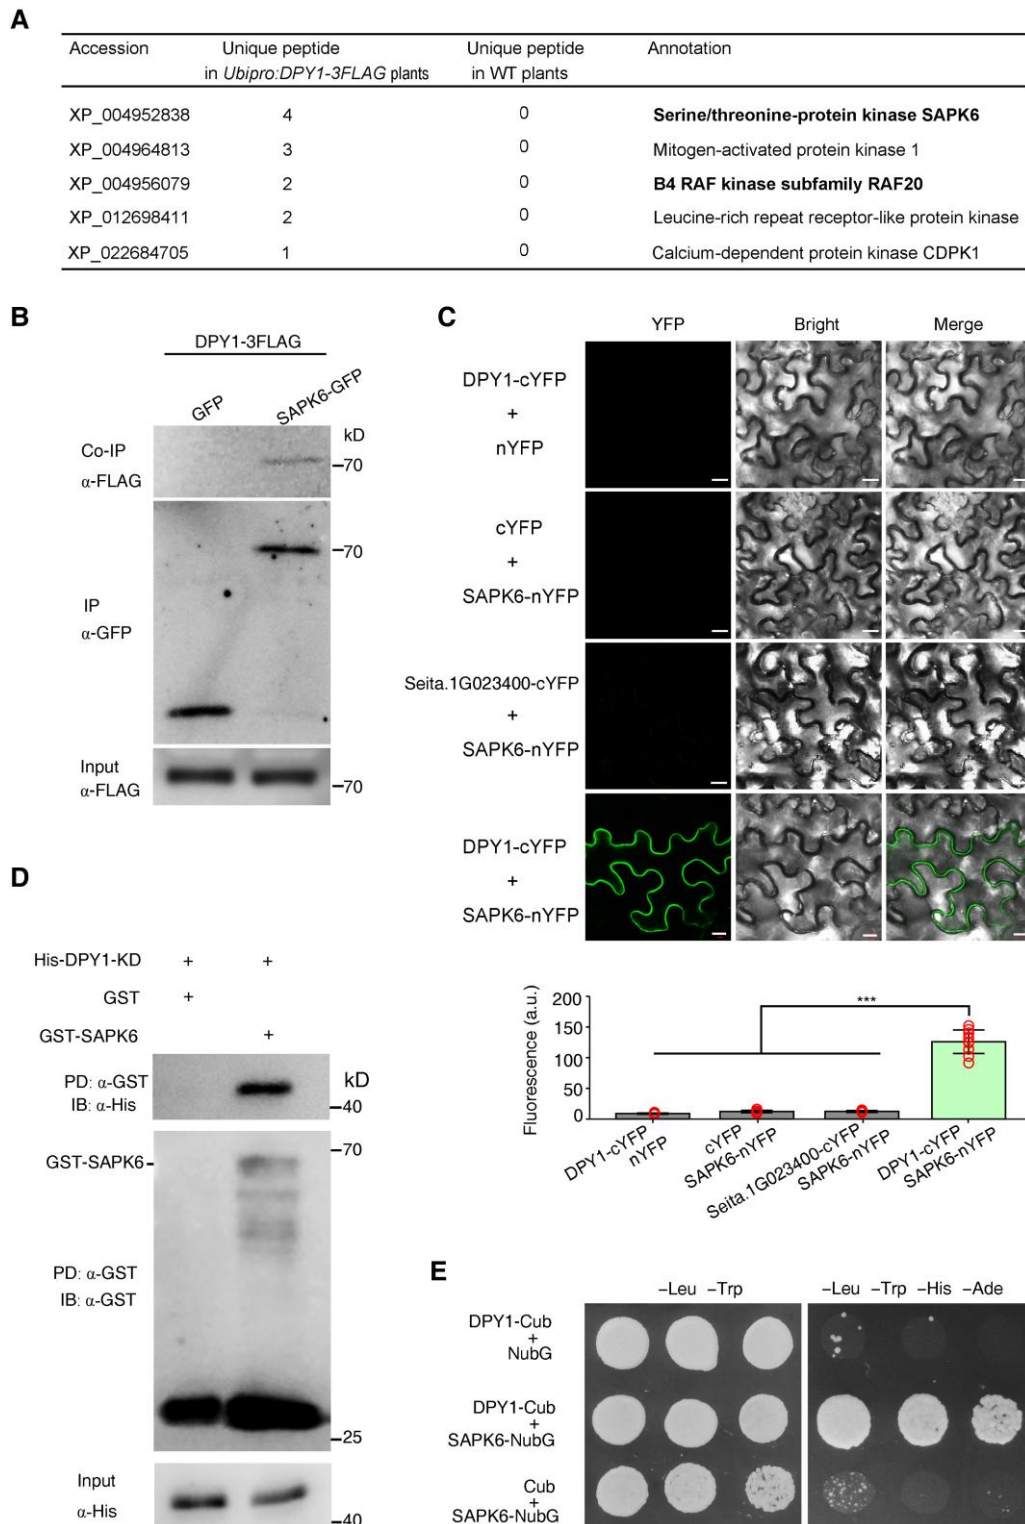 A
Accession Unique peptide in Ubipro:DPY1-3FLAG plants Unique peptide in WT plants Annotation
XP_004952838 4 0 Serine/threonine-protein kinase SAPK6
XP_004964813 3 0 Mitogen-activated protein kinase 1
XP_004956079 2 0 B4 RAF kinase subfamily RAF20
XP_012698411 2 0 Leucine-rich repeat receptor-like protein kinase
XP_022684705 1 0 Calcium-dependent protein kinase CDPK1
B
DPY1-3FLAG
GFP
SAPK6-GFP
kD
Co-IP
α-FLAG
–70
–70
IP
α-GFP
Input
α-FLAG
–70
C
YFP Bright Merge
DPY1-cYFP
+
nYFP
cYFP
+
SAPK6-nYFP
Seita.1G023400-cYFP
+
SAPK6-nYFP
DPY1-cYFP
+
SAPK6-nYFP
Fluorescence (a.u.)
200
150
100
50
0
***
DPY1-cYFP
nYFP
cYFP
SAPK6-nYFP
Seita.1G023400-cYFP
SAPK6-nYFP
DPY1-cYFP
SAPK6-nYFP
D
His-DPY1-KD + +
GST +
GST-SAPK6 +
PD: α-GST
IB: α-His
kD
–40
–70
GST-SAPK6-
PD: α-GST
IB: α-GST
–25
Input
α-His
–40
E
–Leu –Trp
–Leu –Trp –His –Ade
DPY1-Cub
+
NubG
DPY1-Cub
+
SAPK6-NubG
Cub
+
SAPK6-NubG